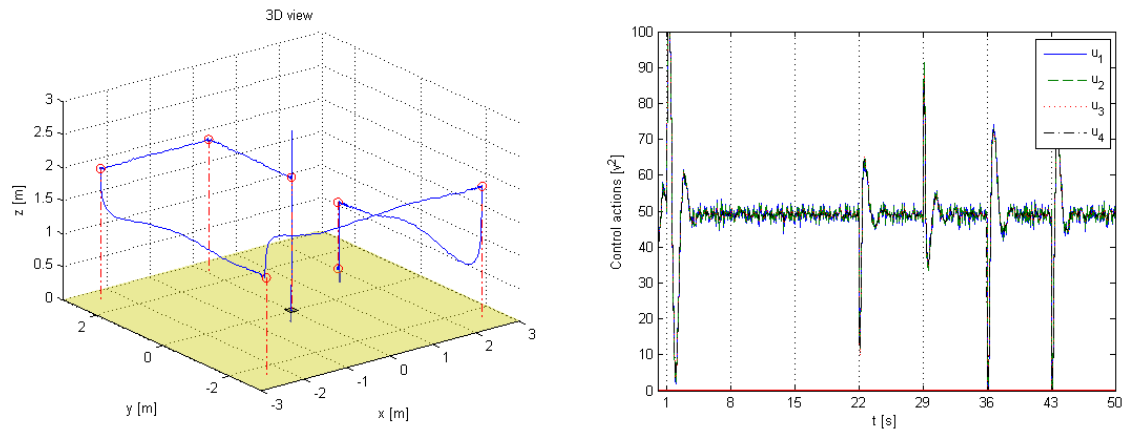 3D view
3
2.5
2
1.5
1
0.5
0
z [m]
2
0
-2
y [m]
-3
-2
-1
0
1
2
3
x [m]
100
90
80
70
60
50
40
30
20
10
0
Control actions [v²]
1 8 15 22 29 36 43 50
t [s]
u₁
u₂
u₃
u₄